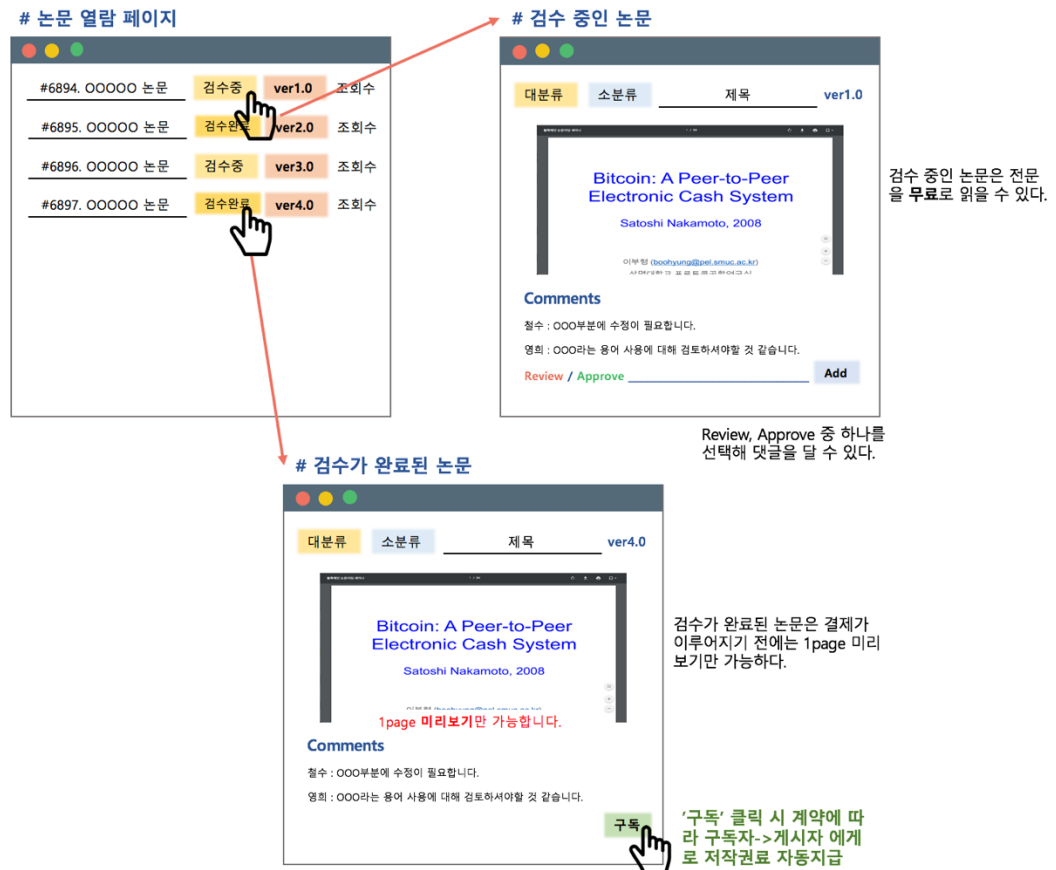 # 논문 열람 페이지
#6894. OOOOO 논문 검수중 ver1.0 조회수
#6895. OOOOO 논문 검수완료 ver2.0 조회수
#6896. OOOOO 논문 검수중 ver3.0 조회수
#6897. OOOOO 논문 검수완료 ver4.0 조회수
# 검수 중인 논문
대분류 소분류 제목 ver1.0
Bitcoin: A Peer-to-Peer
Electronic Cash System
Satoshi Nakamoto, 2008
이부형 (boohyung@pel.smuc.ac.kr)
상명대학교 프로토콜공학연구실
Comments
철수 : OOO부분에 수정이 필요합니다.
영희 : OOO라는 용어 사용에 대해 검토하셔야할 것 같습니다.
Review / Approve Add
검수 중인 논문은 전문
을 무료로 읽을 수 있다.
Review, Approve 중 하나를
선택해 댓글을 달 수 있다.
# 검수가 완료된 논문
대분류 소분류 제목 ver4.0
Bitcoin: A Peer-to-Peer
Electronic Cash System
Satoshi Nakamoto, 2008
1page 미리보기만 가능합니다.
Comments
철수 : OOO부분에 수정이 필요합니다.
영희 : OOO라는 용어 사용에 대해 검토하셔야할 것 같습니다.
구독
검수가 완료된 논문은 결제가
이루어지기 전에는 1page 미리
보기만 가능하다.
'구독' 클릭 시 계약에 따
라 구독자->게시자 에게
로 저작권료 자동지급